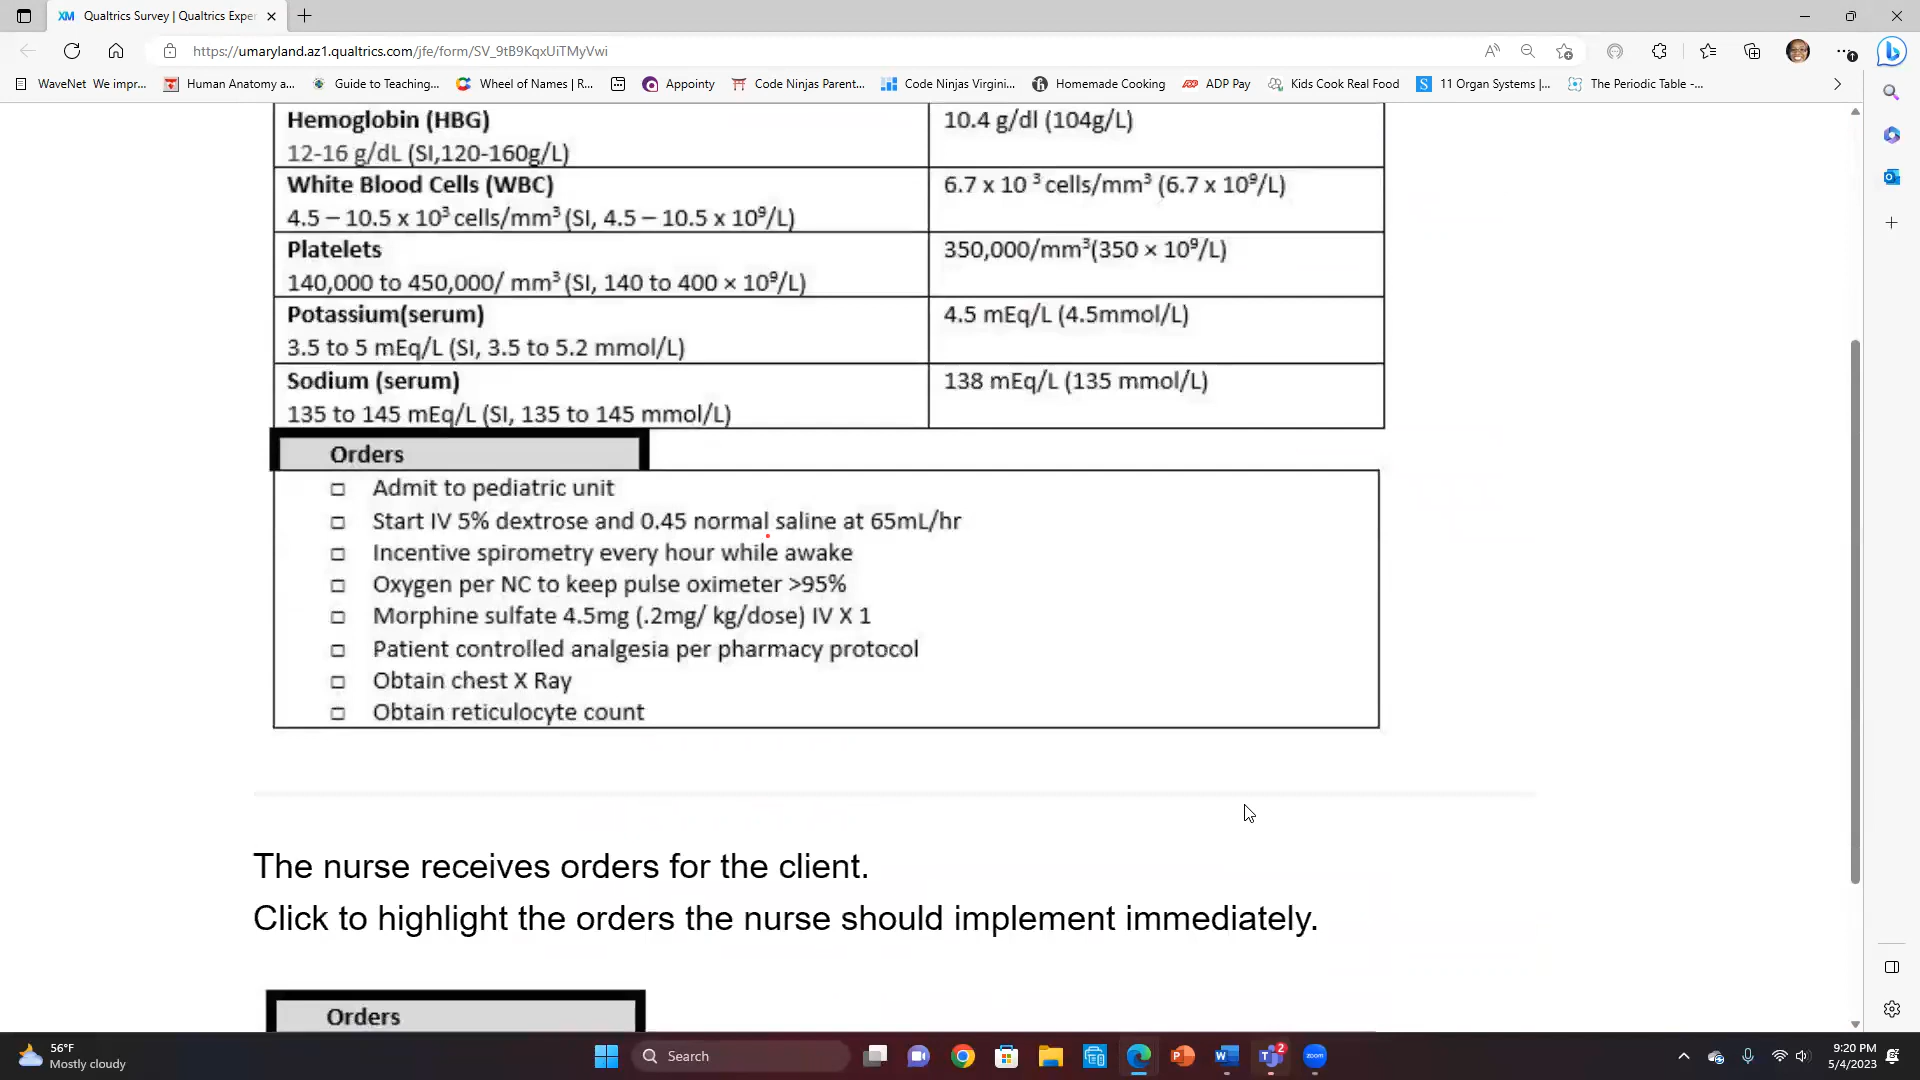 Qualtrics Survey | Qualtrics Exper
https://umaryland.az1.qualtrics.com/jfe/form/SV_9tB9KqxUiTMyVwi
WaveNet We impr...
Human Anatomy a...
Guide to Teaching...
Wheel of Names | R...
Appointy
Code Ninjas Parent...
Code Ninjas Virgini...
Homemade Cooking
ADP Pay
Kids Cook Real Food
11 Organ Systems |...
The Periodic Table -...
Hemoglobin (HBG) 10.4 g/dl (104g/L)
12-16 g/dL (SI,120-160g/L)
White Blood Cells (WBC) 6.7 x 10 ³ cells/mm³ (6.7 x 10⁹/L)
4.5 – 10.5 x 10³ cells/mm³ (SI, 4.5 – 10.5 x 10⁹/L)
Platelets 350,000/mm³(350 × 10⁹/L)
140,000 to 450,000/ mm³ (SI, 140 to 400 × 10⁹/L)
Potassium(serum) 4.5 mEq/L (4.5mmol/L)
3.5 to 5 mEq/L (SI, 3.5 to 5.2 mmol/L)
Sodium (serum) 138 mEq/L (135 mmol/L)
135 to 145 mEq/L (SI, 135 to 145 mmol/L)
Orders
Admit to pediatric unit
Start IV 5% dextrose and 0.45 normal saline at 65mL/hr
Incentive spirometry every hour while awake
Oxygen per NC to keep pulse oximeter >95%
Morphine sulfate 4.5mg (.2mg/ kg/dose) IV X 1
Patient controlled analgesia per pharmacy protocol
Obtain chest X Ray
Obtain reticulocyte count
The nurse receives orders for the client.
Click to highlight the orders the nurse should implement immediately.
Orders
56°F
Mostly cloudy
Search
2
zoom
9:20 PM
5/4/2023